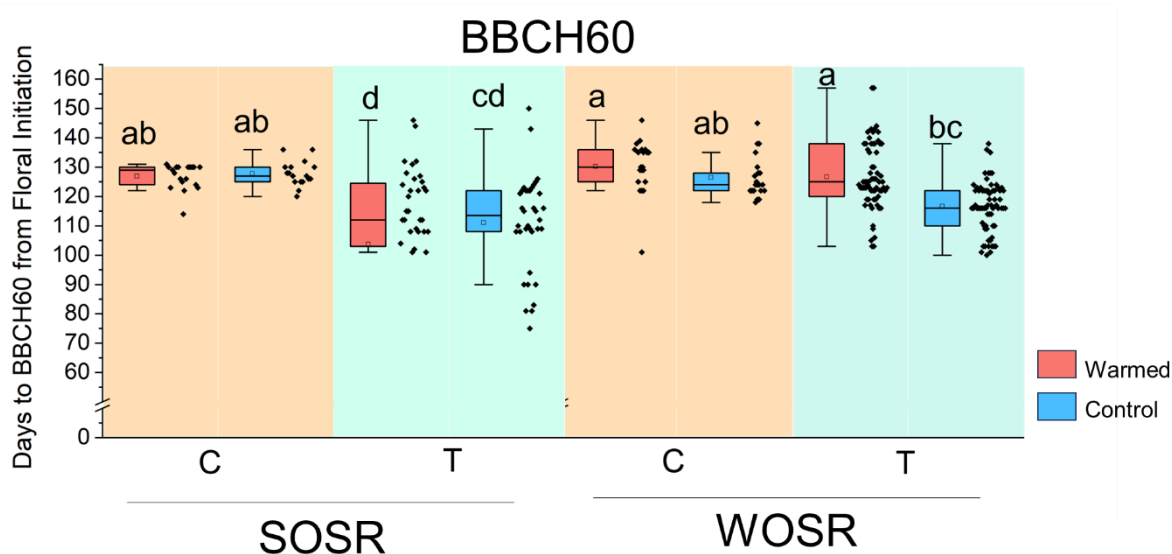 BBCH60
Days to BBCH60 from Floral Initiation
160
150
140
130
120
110
100
90
80
70
60
0
ab
ab
d
cd
a
ab
a
bc
Warmed
Control
C
T
C
T
SOSR
WOSR